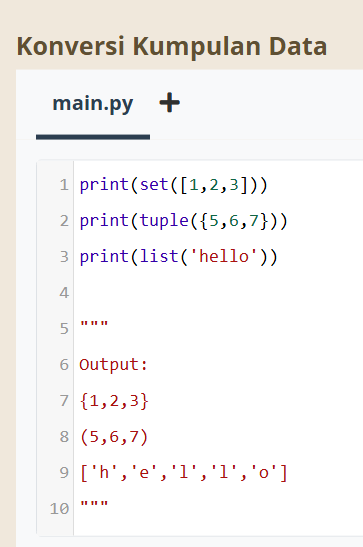 Konversi Kumpulan Data
main.py +
1 print(set([1,2,3]))
2 print(tuple({5,6,7}))
3 print(list('hello'))
4
5 """
6 Output:
7 {1,2,3}
8 (5,6,7)
9 ['h','e','l','l','o']
10 """